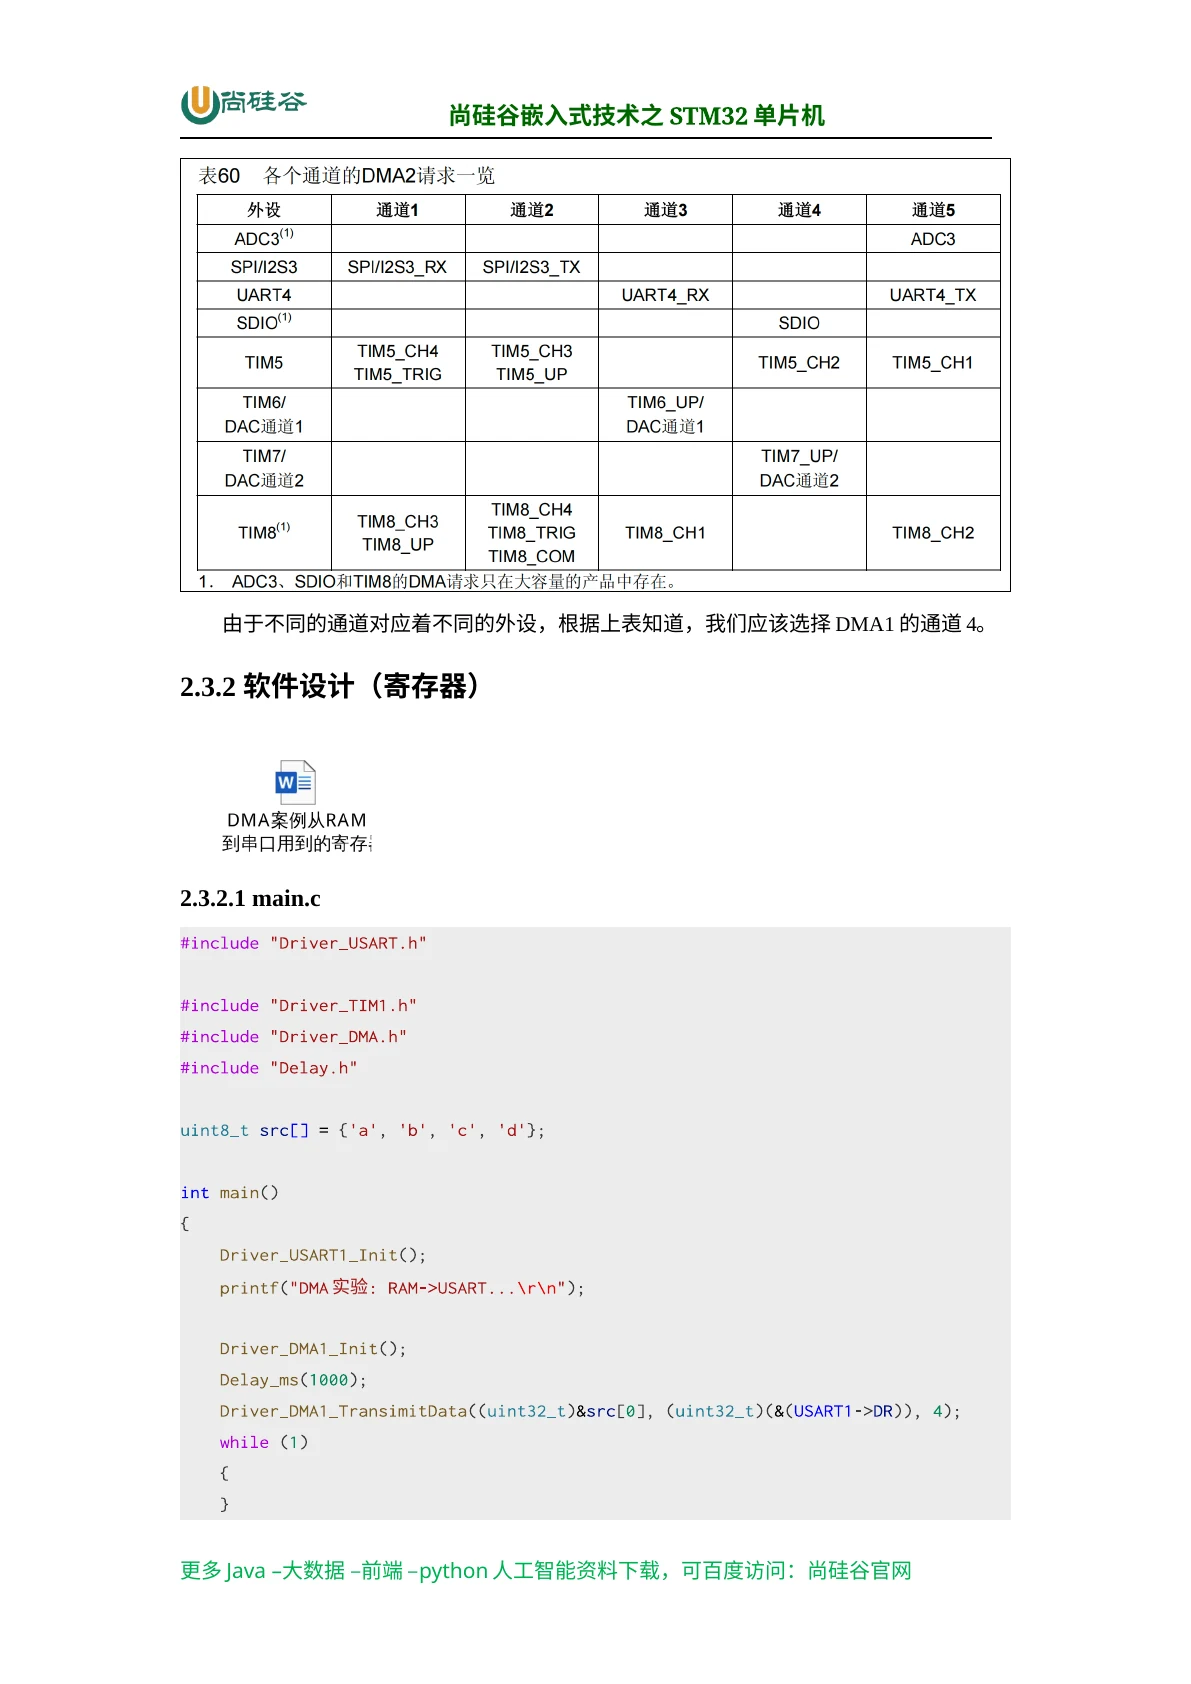 尚硅谷
尚硅谷嵌入式技术之 STM32 单片机
表60 各个通道的DMA2请求一览
外设 通道1 通道2 通道3 通道4 通道5
ADC3(1) ADC3
SPI/I2S3 SPI/I2S3_RX SPI/I2S3_TX
UART4 UART4_RX UART4_TX
SDIO(1) SDIO
TIM5 TIM5_CH4 TIM5_TRIG TIM5_CH3 TIM5_UP TIM5_CH2 TIM5_CH1
TIM6/ DAC通道1 TIM6_UP/ DAC通道1
TIM7/ DAC通道2 TIM7_UP/ DAC通道2
TIM8(1) TIM8_CH3 TIM8_UP TIM8_CH4 TIM8_TRIG TIM8_COM TIM8_CH1 TIM8_CH2
1. ADC3、SDIO和TIM8的DMA请求只在大容量的产品中存在。
由于不同的通道对应着不同的外设，根据上表知道，我们应该选择 DMA1 的通道 4。
2.3.2 软件设计（寄存器）
W
DMA案例从RAM
到串口用到的寄存
2.3.2.1 main.c
#include "Driver_USART.h"
#include "Driver_TIM1.h"
#include "Driver_DMA.h"
#include "Delay.h"
uint8_t src[] = {'a', 'b', 'c', 'd'};
int main()
{
Driver_USART1_Init();
printf("DMA 实验: RAM->USART...\r\n");
Driver_DMA1_Init();
Delay_ms(1000);
Driver_DMA1_TransimitData((uint32_t)&src[0], (uint32_t)(&(USART1->DR)), 4);
while (1)
{
}
更多 Java –大数据 –前端 –python 人工智能资料下载，可百度访问：尚硅谷官网